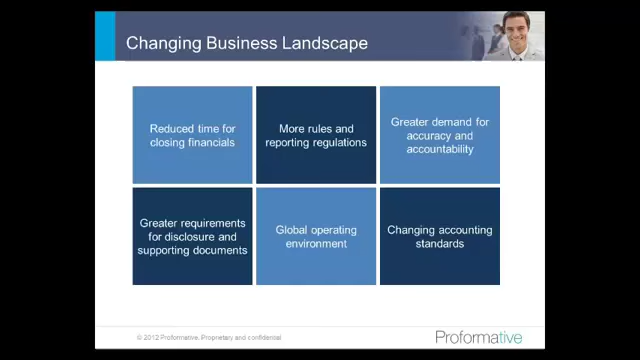 Changing Business Landscape
Reduced time for
closing financials
More rules and
reporting regulations
Greater demand for
accuracy and
accountability
Greater requirements
for disclosure and
supporting documents
Global operating
environment
Changing accounting
standards
© 2012 Proformative, Proprietary and confidential
Proformative